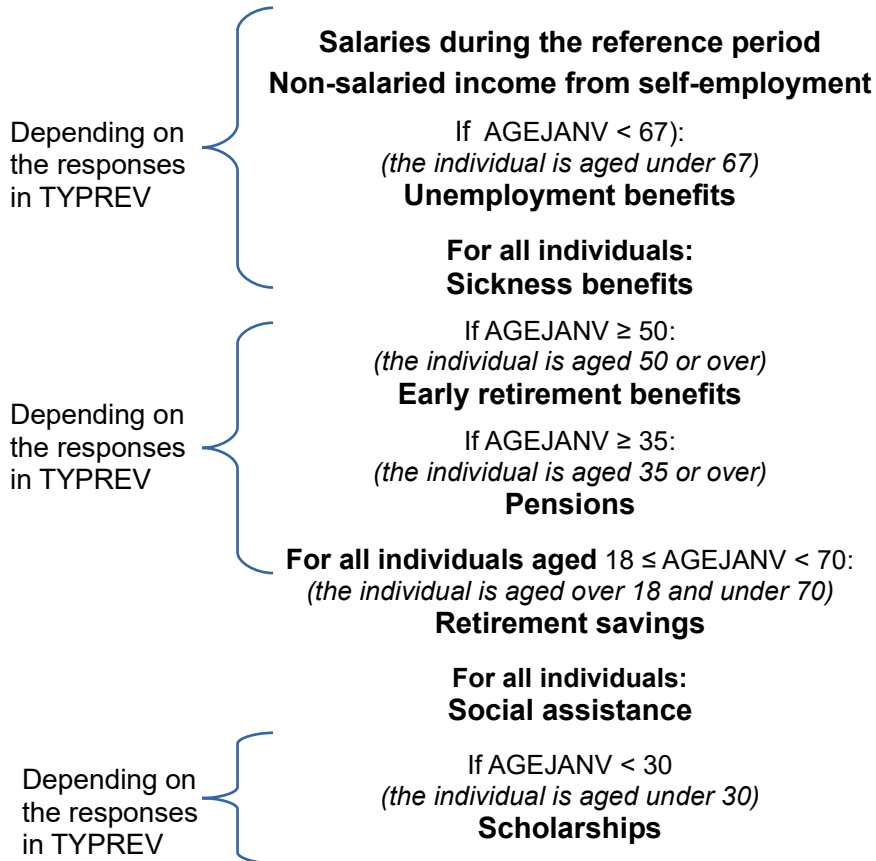 Salaries during the reference period
Non-salaried income from self-employment
Depending on
the responses
in TYPREV
If AGEJANV < 67):
(the individual is aged under 67)
Unemployment benefits
For all individuals:
Sickness benefits
Depending on
the responses
in TYPREV
If AGEJANV ≥ 50:
(the individual is aged 50 or over)
Early retirement benefits
If AGEJANV ≥ 35:
(the individual is aged 35 or over)
Pensions
For all individuals aged 18 ≤ AGEJANV < 70:
(the individual is aged over 18 and under 70)
Retirement savings
For all individuals:
Social assistance
Depending on
the responses
in TYPREV
If AGEJANV < 30
(the individual is aged under 30)
Scholarships